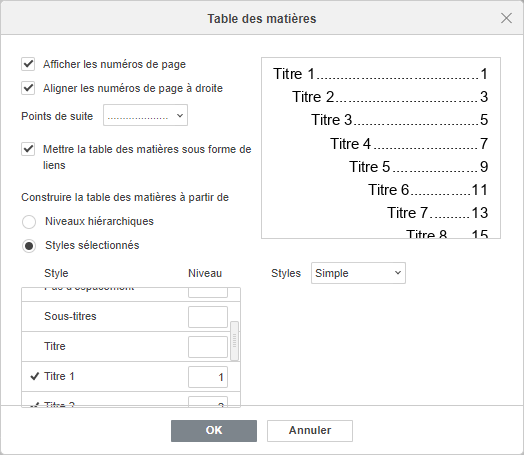 Table des matières
Afficher les numéros de page
Aligner les numéros de page à droite
Points de suite ....................
Mettre la table des matières sous forme de
liens
Construire la table des matières à partir de
Niveaux hiérarchiques
Styles sélectionnés
Style Niveau
Pas d'espacement
Sous-titres
Titre
Titre 1 1
Titre 2 2
Titre 1 1
Titre 2 3
Titre 3 5
Titre 4 7
Titre 5 9
Titre 6 11
Titre 7 13
Titre 8 15
Styles Simple
OK Annuler